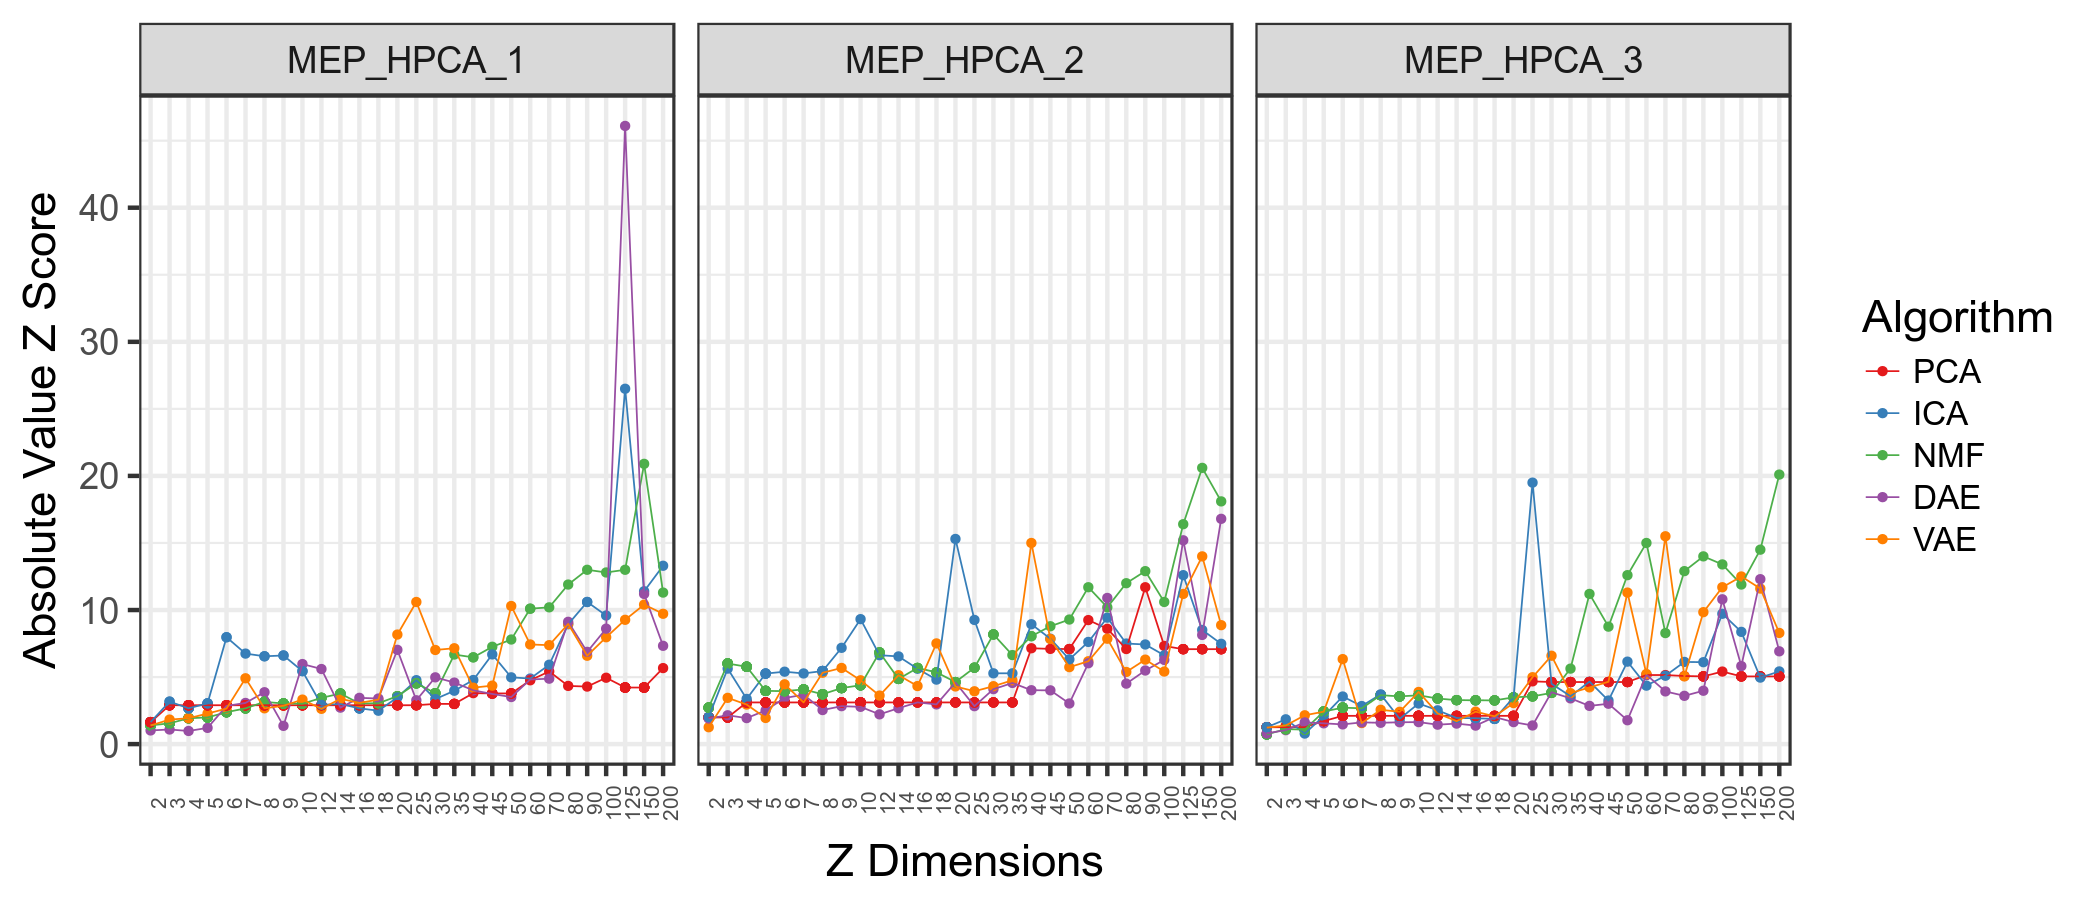 MEP_HPCA_1 MEP_HPCA_2 MEP_HPCA_3
Absolute Value Z Score
40
30
20
10
0
2 3 4 5 6 7 8 9 10 12 14 16 18 20 25 30 35 40 45 50 60 70 80 90 100 125 150 200
2 3 4 5 6 7 8 9 10 12 14 16 18 20 25 30 35 40 45 50 60 70 80 90 100 125 150 200
2 3 4 5 6 7 8 9 10 12 14 16 18 20 25 30 35 40 45 50 60 70 80 90 100 125 150 200
Z Dimensions
Algorithm
PCA
ICA
NMF
DAE
VAE